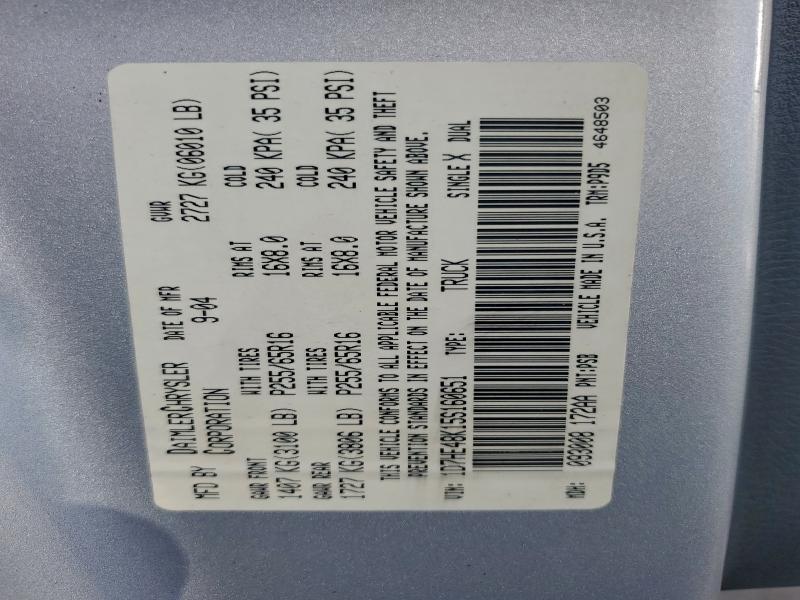 MFD BY DAIMLERCHRYSLER CORPORATION DATE OF MFR 9-04 GVWR 2727 KG(06010 LB)
GAWR FRONT WITH TIRES RIMS AT COLD
1407 KG(3100 LB) P255/65R16 16X8.0 240 KPA( 35 PSI)
GAWR REAR WITH TIRES RIMS AT COLD
1727 KG(3806 LB) P255/65R16 16X8.0 240 KPA( 35 PSI)
THIS VEHICLE CONFORMS TO ALL APPLICABLE FEDERAL MOTOR VEHICLE SAFETY AND THEFT
PREVENTION STANDARDS IN EFFECT ON THE DATE OF MANUFACTURE SHOWN ABOVE.
VIN: 1D7HE48K15S160651 TYPE: TRUCK SINGLE X DUAL
MDH: 093008 172AA PNT:PSB VEHICLE MADE IN U.S.A. TRM:P9D5
4648503